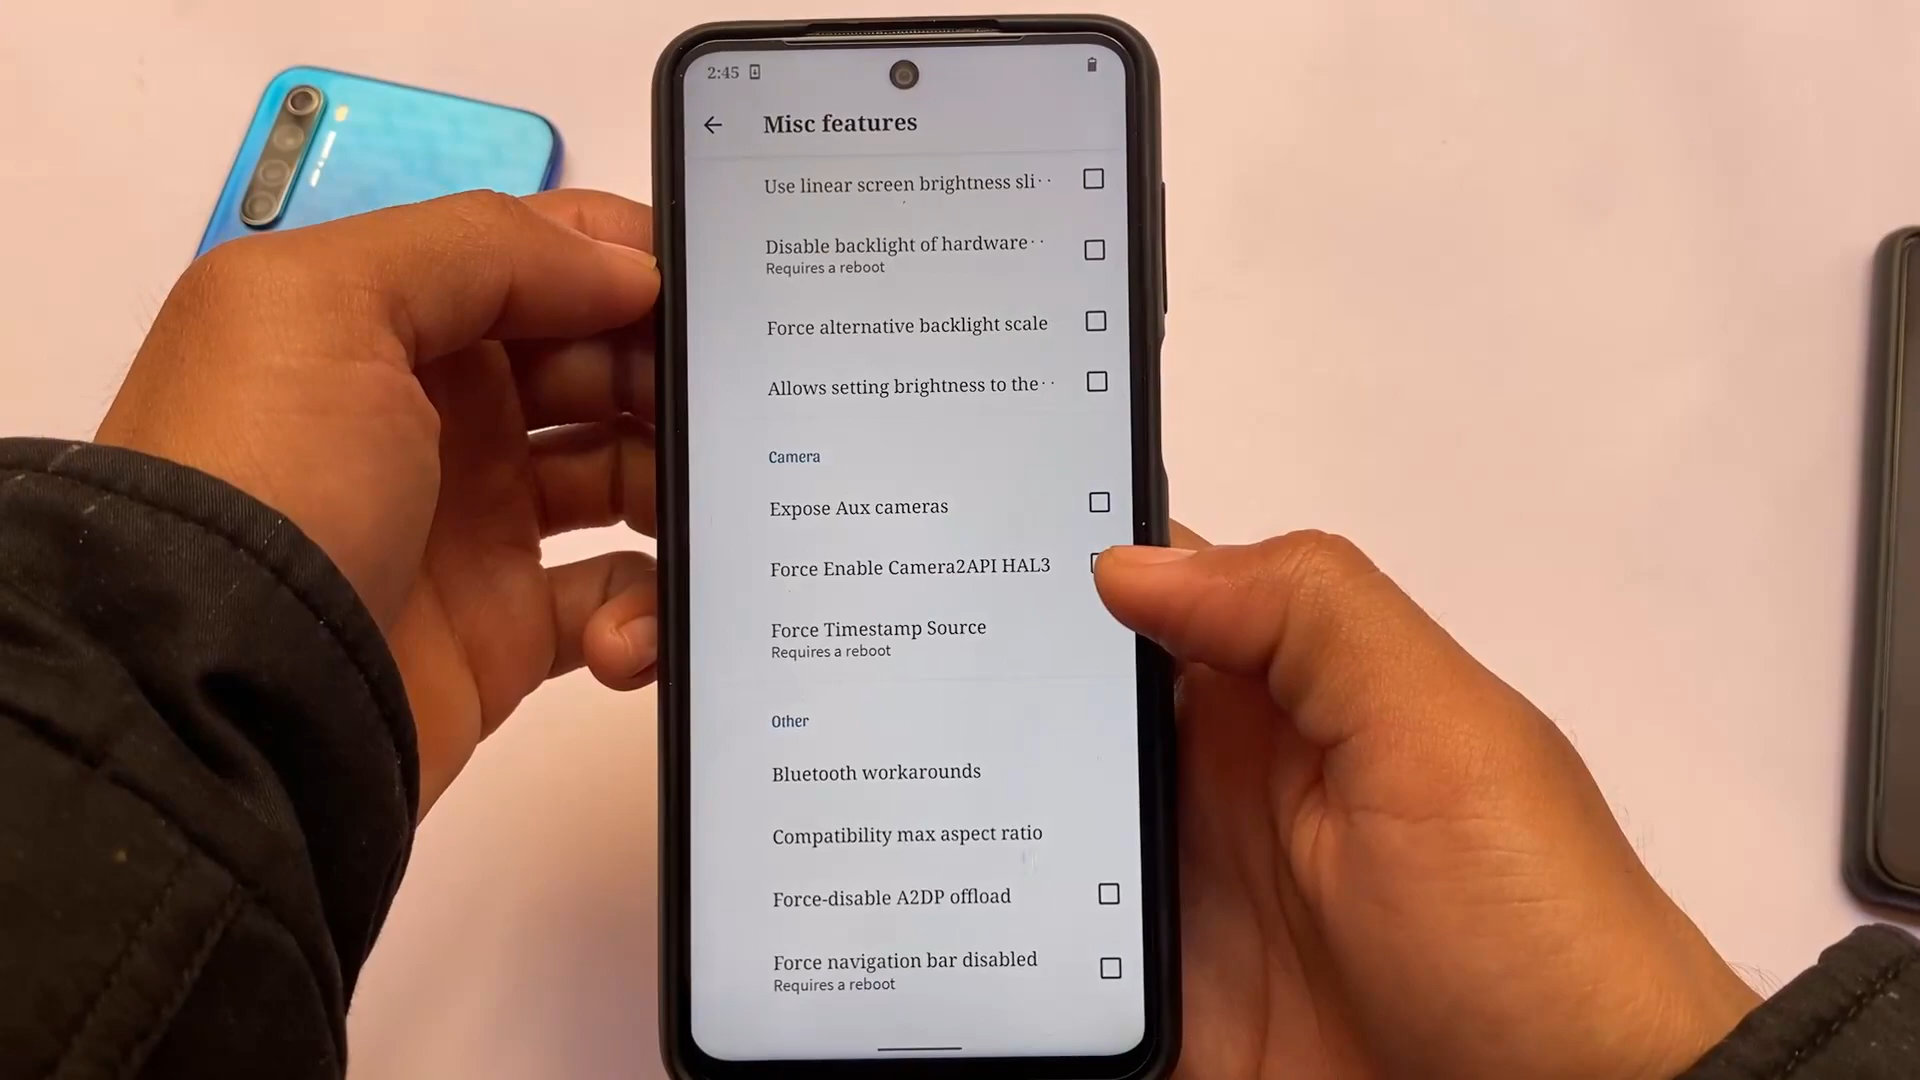 2:45
Misc features
Use linear screen brightness sli··
Disable backlight of hardware··
Requires a reboot
Force alternative backlight scale
Allows setting brightness to the··
Camera
Expose Aux cameras
Force Enable Camera2API HAL3
Force Timestamp Source
Requires a reboot
Other
Bluetooth workarounds
Compatibility max aspect ratio
Force-disable A2DP offload
Force navigation bar disabled
Requires a reboot